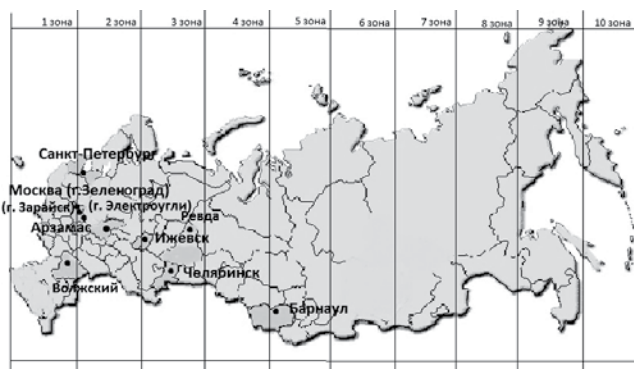 1 зона 2 зона 3 зона 4 зона 5 зона 6 зона 7 зона 8 зона 9 зона 10 зона
Санкт-Петербург
Москва (г.Зеленоград)
(г. Зарайск) (г. Электроугли)
Ревда
Арзамас
Ижевск
Челябинск
Волжский
Барнаул